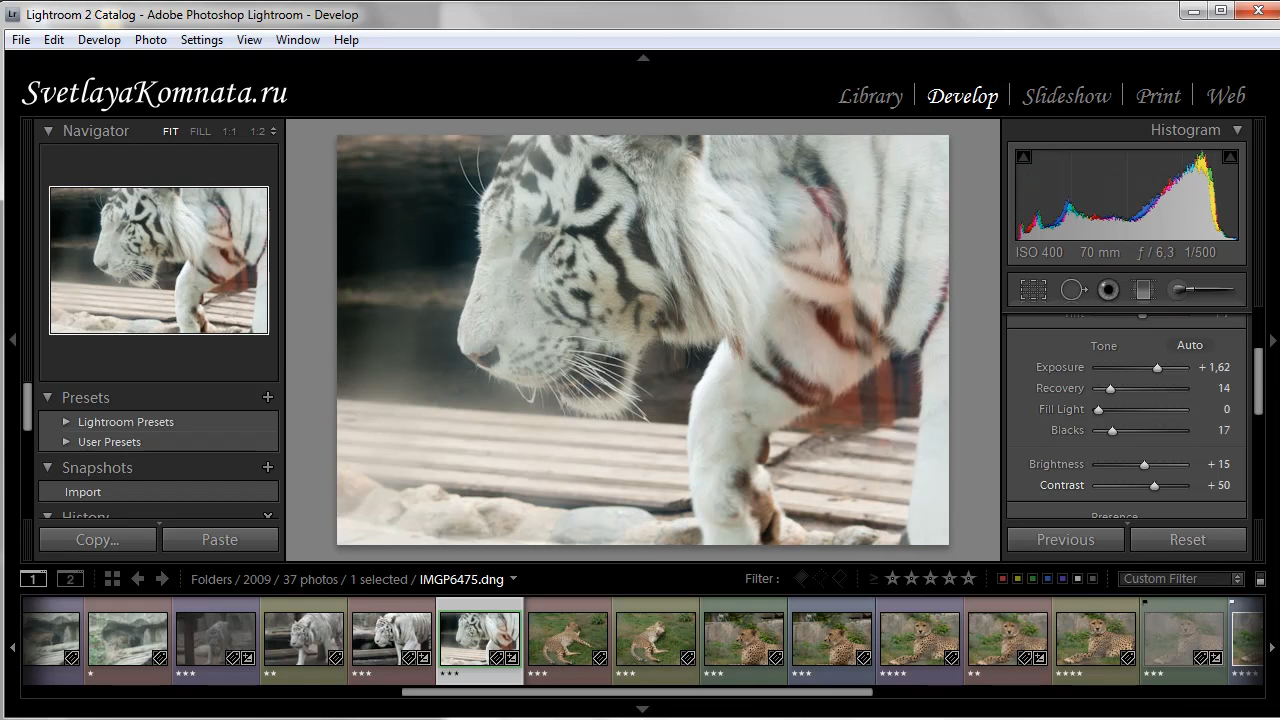 Lightroom 2 Catalog - Adobe Photoshop Lightroom - Develop
File Edit Develop Photo Settings View Window Help
SvetlayaKomnata.ru
Library Develop Slideshow Print Web
Navigator FIT FILL 1:1 1:2
Histogram
ISO 400 70 mm ƒ / 6,3 1/500
Tone Auto
Exposure + 1,62
Recovery 14
Fill Light 0
Blacks 17
Brightness + 15
Contrast + 50
Presence
Presets +
Lightroom Presets
User Presets
Snapshots +
Import
History
Copy... Paste
Previous Reset
1 2 Folders / 2009 / 37 photos / 1 selected / IMGP6475.dng Filter : Custom Filter